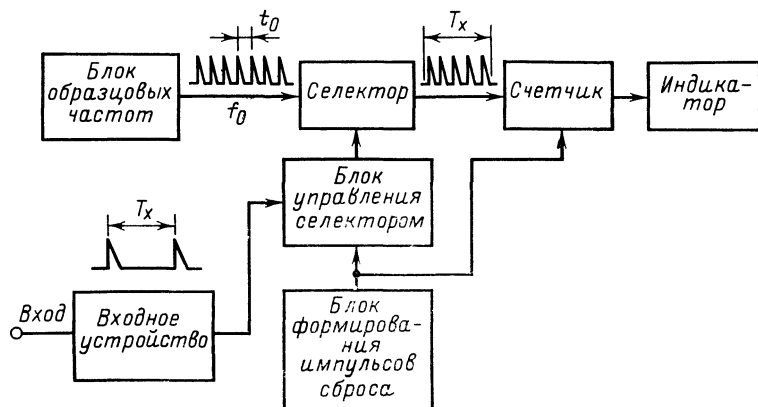 t₀
Tₓ
Блок
образцовых
частот
f₀
Селектор
Счетчик
Индика-
тор
Блок
управления
селектором
Tₓ
Вход
Входное
устройство
Блок
формирова-
ния
импульсов
сброса